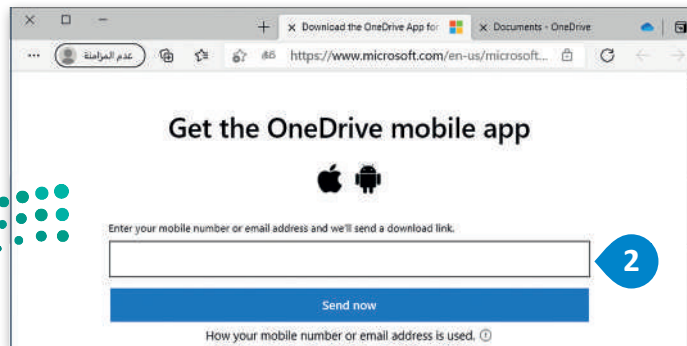 Download the OneDrive App for
Documents - OneDrive
عدم المزامنة
https://www.microsoft.com/en-us/microsoft...
Get the OneDrive mobile app
Enter your mobile number or email address and we'll send a download link.
2
Send now
How your mobile number or email address is used.